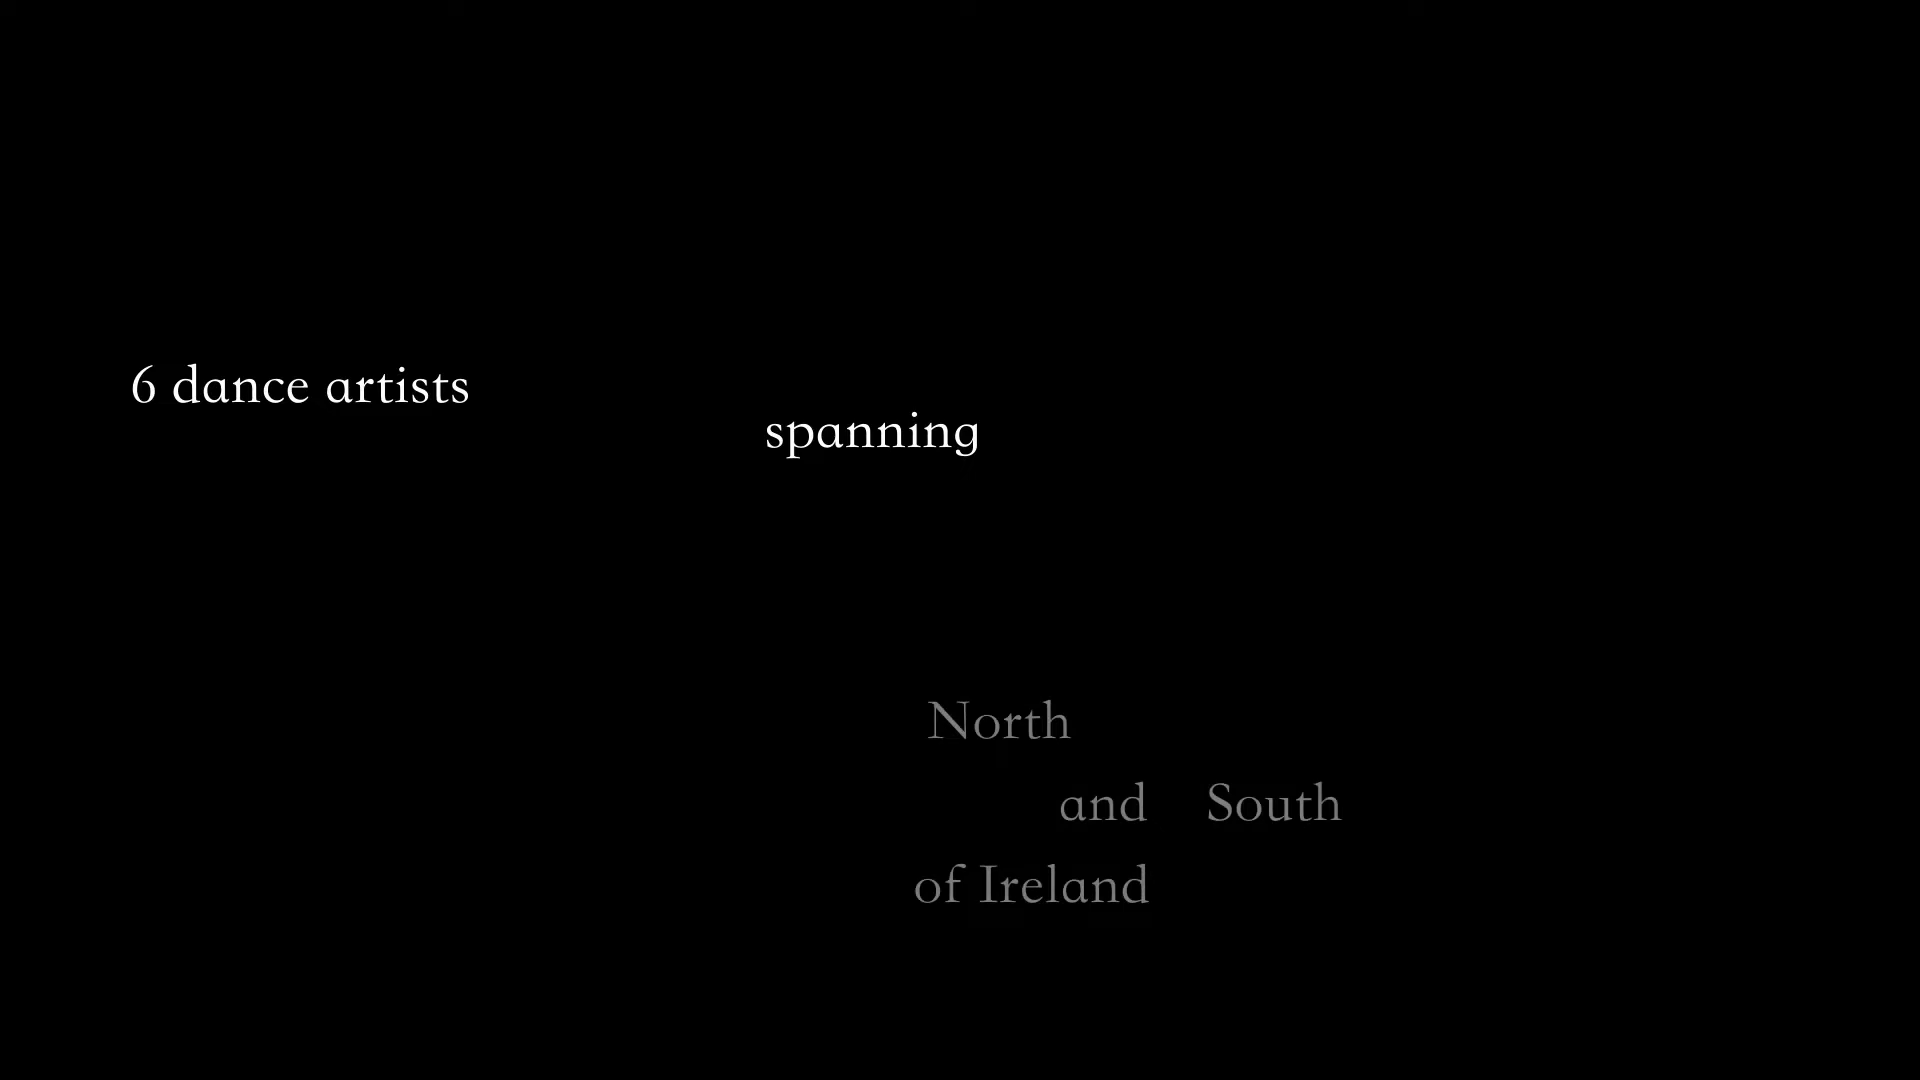 6 dance artists
spanning
North
and South
of Ireland